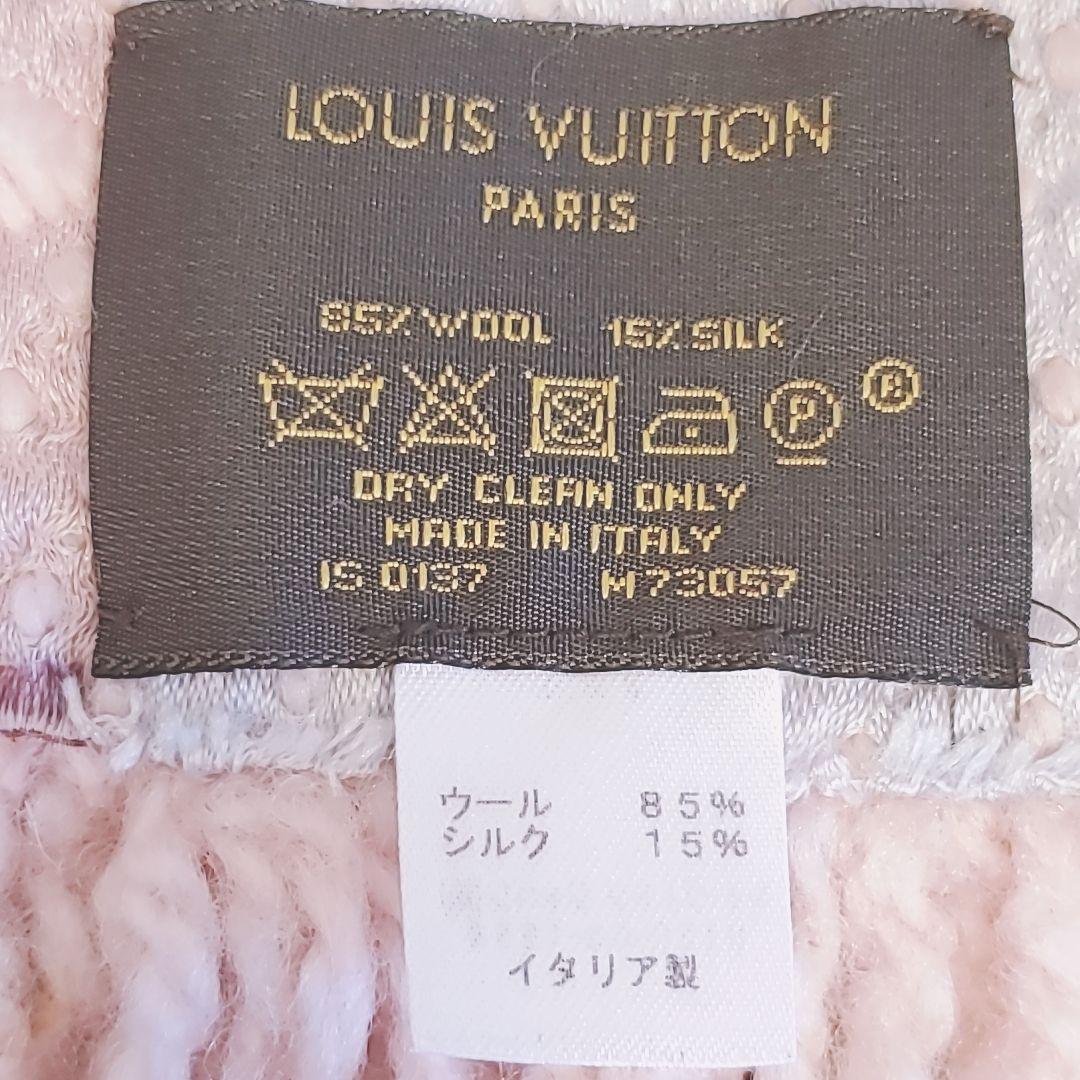 LOUIS VUITTON
PARIS
85% WOOL 15% SILK
P ®
DRY CLEAN ONLY
MADE IN ITALY
IS 0137 M73057
ウール 85%
シルク 15%
イタリア製